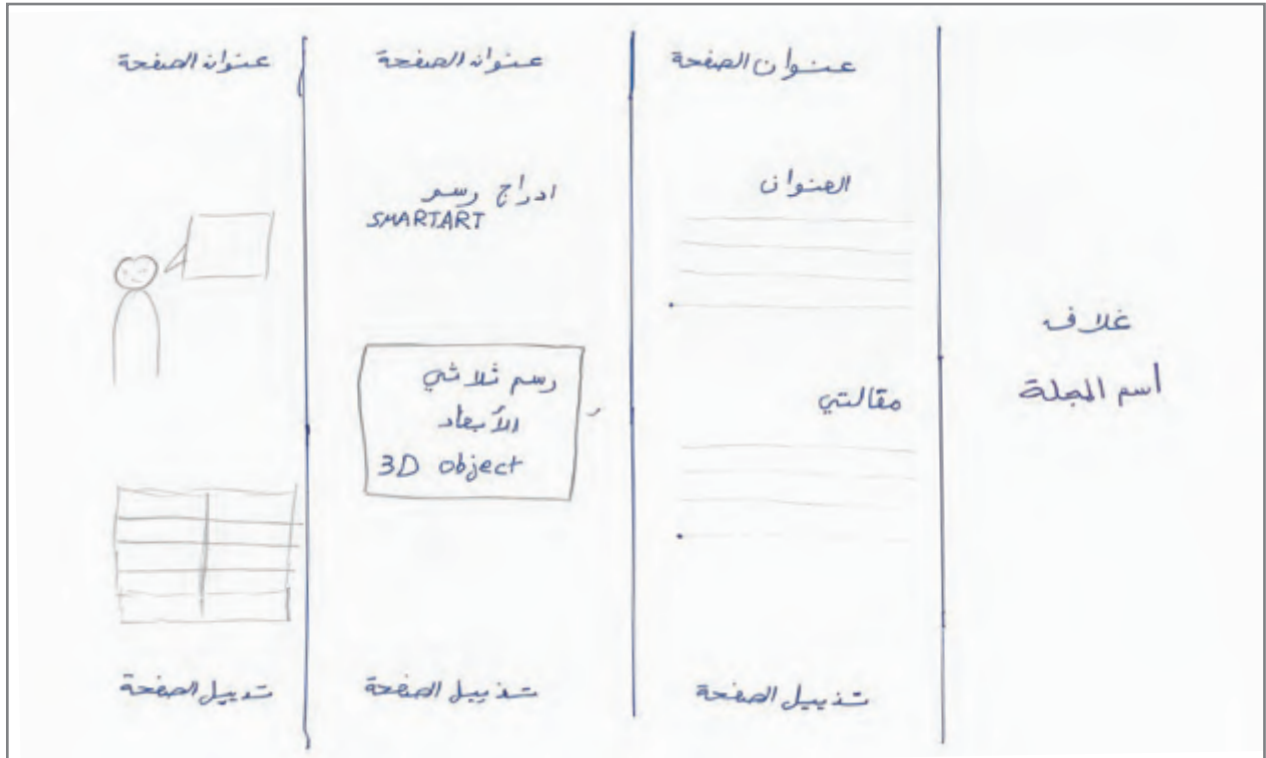 غلاف
اسم المجلة
عنوان الصفحة
العنوان
مقالتي
تذييل الصفحة
عنوان الصفحة
ادراج رسم
SMARTART
رسم ثلاثي
الأبعاد
3D object
تذييل الصفحة
عنوان الصفحة
تذييل الصفحة